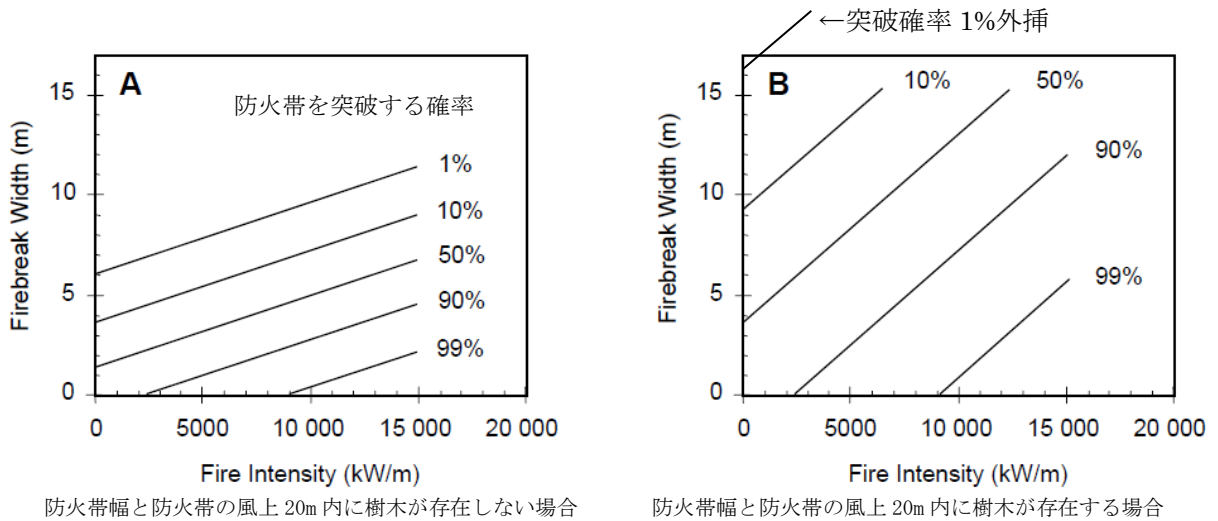 ←突破確率 1%外挿
A
防火帯を突破する確率
15
10
5
0
Firebreak Width (m)
1%
10%
50%
90%
99%
0 5000 10 000 15 000 20 000
Fire Intensity (kW/m)
防火帯幅と防火帯の風上 20m 内に樹木が存在しない場合
B
10%
50%
90%
99%
15
10
5
0
Firebreak Width (m)
0 5000 10 000 15 000 20 000
Fire Intensity (kW/m)
防火帯幅と防火帯の風上 20m 内に樹木が存在する場合